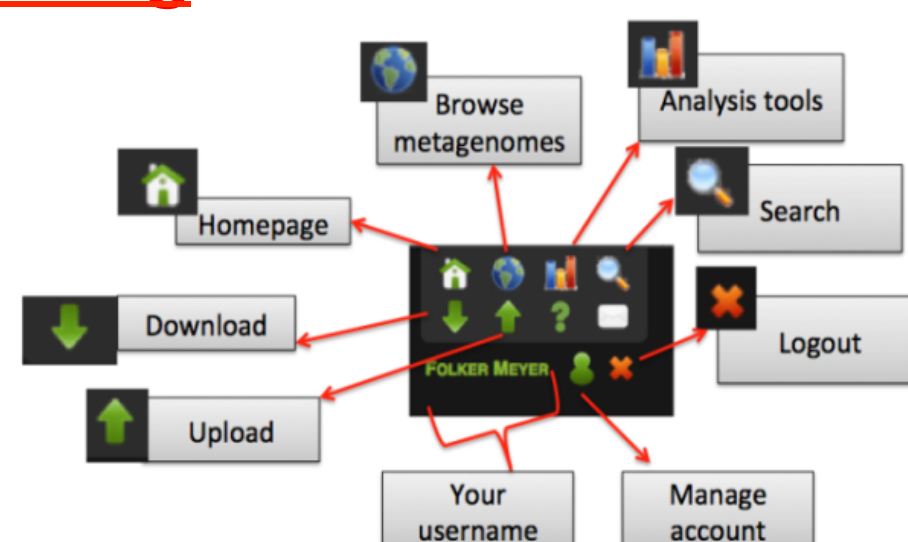 Browse
metagenomes
Analysis tools
Search
Homepage
Download
Logout
FOLKER MEYER
Upload
Your
username
Manage
account